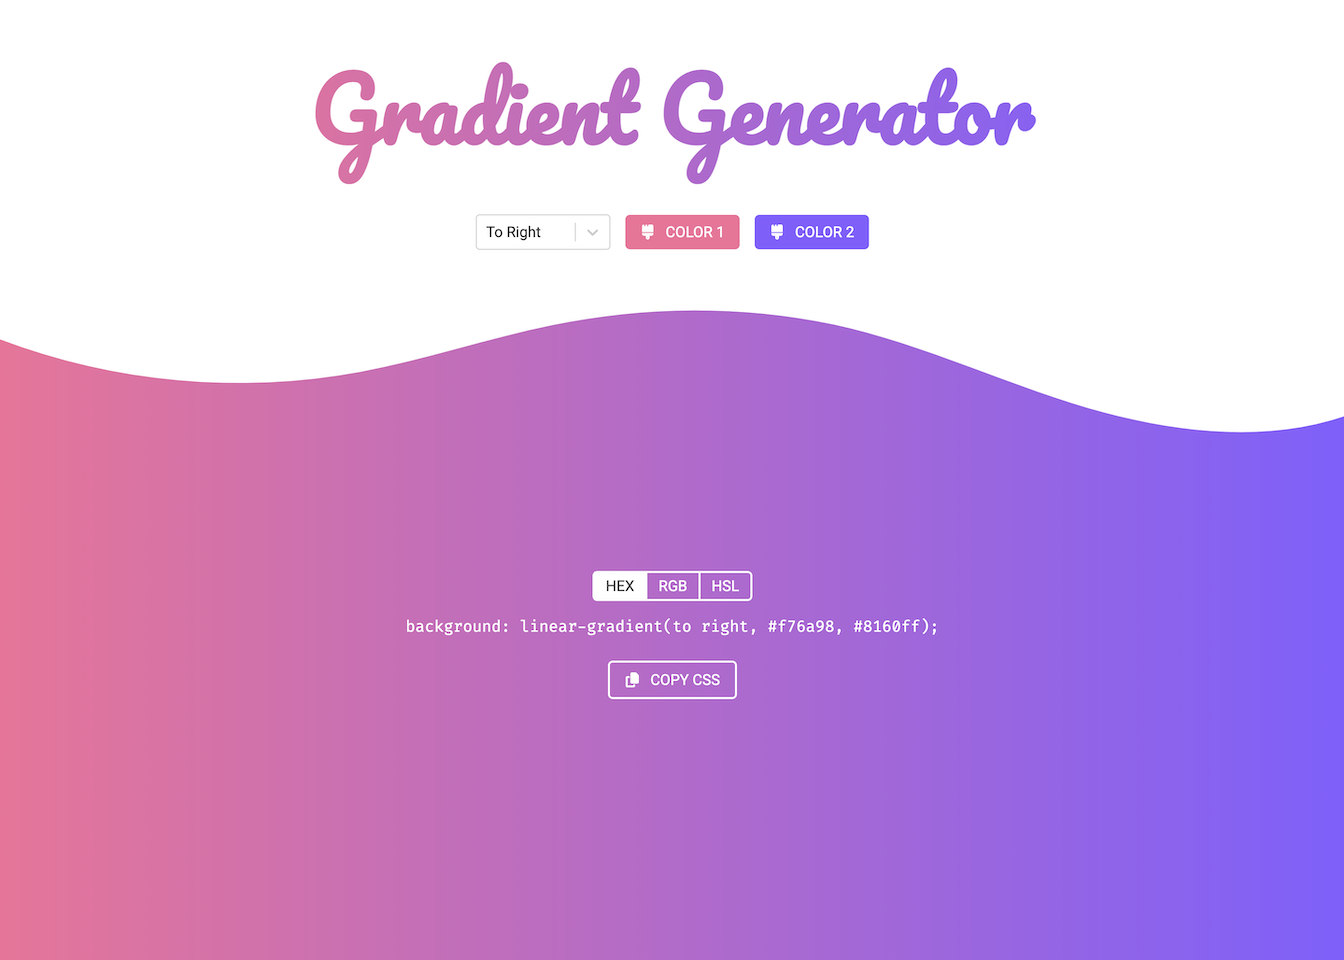 Gradient Generator
To Right
COLOR 1
COLOR 2
HEX
RGB
HSL
background: linear-gradient(to right, #f76a98, #8160ff);
COPY CSS